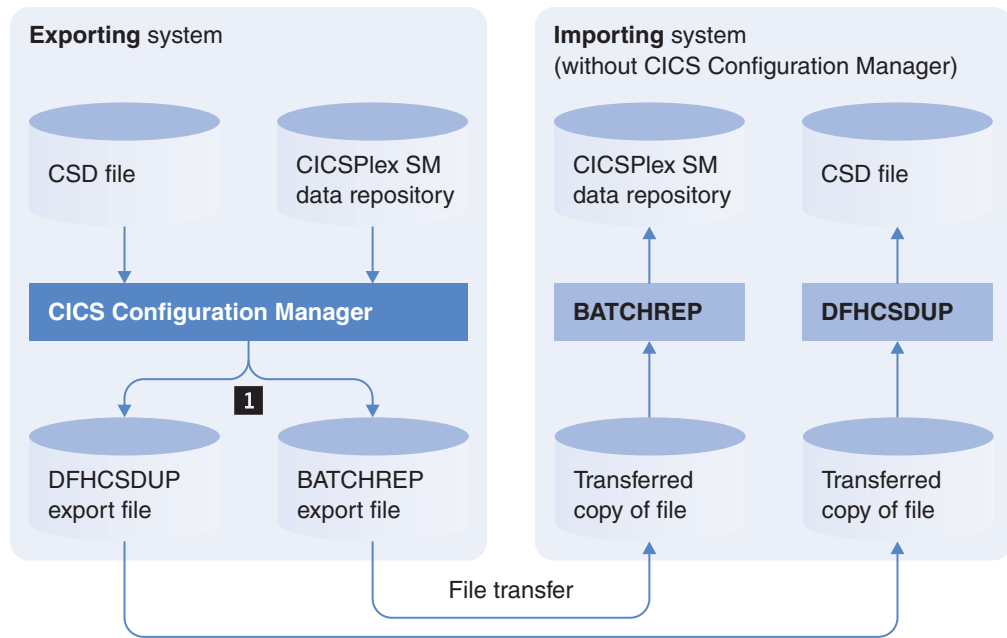 Exporting system
CSD file
CICSPlex SM
data repository
CICS Configuration Manager
1
DFHCSDUP
export file
BATCHREP
export file
Importing system
(without CICS Configuration Manager)
CICSPlex SM
data repository
CSD file
BATCHREP
DFHCSDUP
Transferred
copy of file
Transferred
copy of file
File transfer